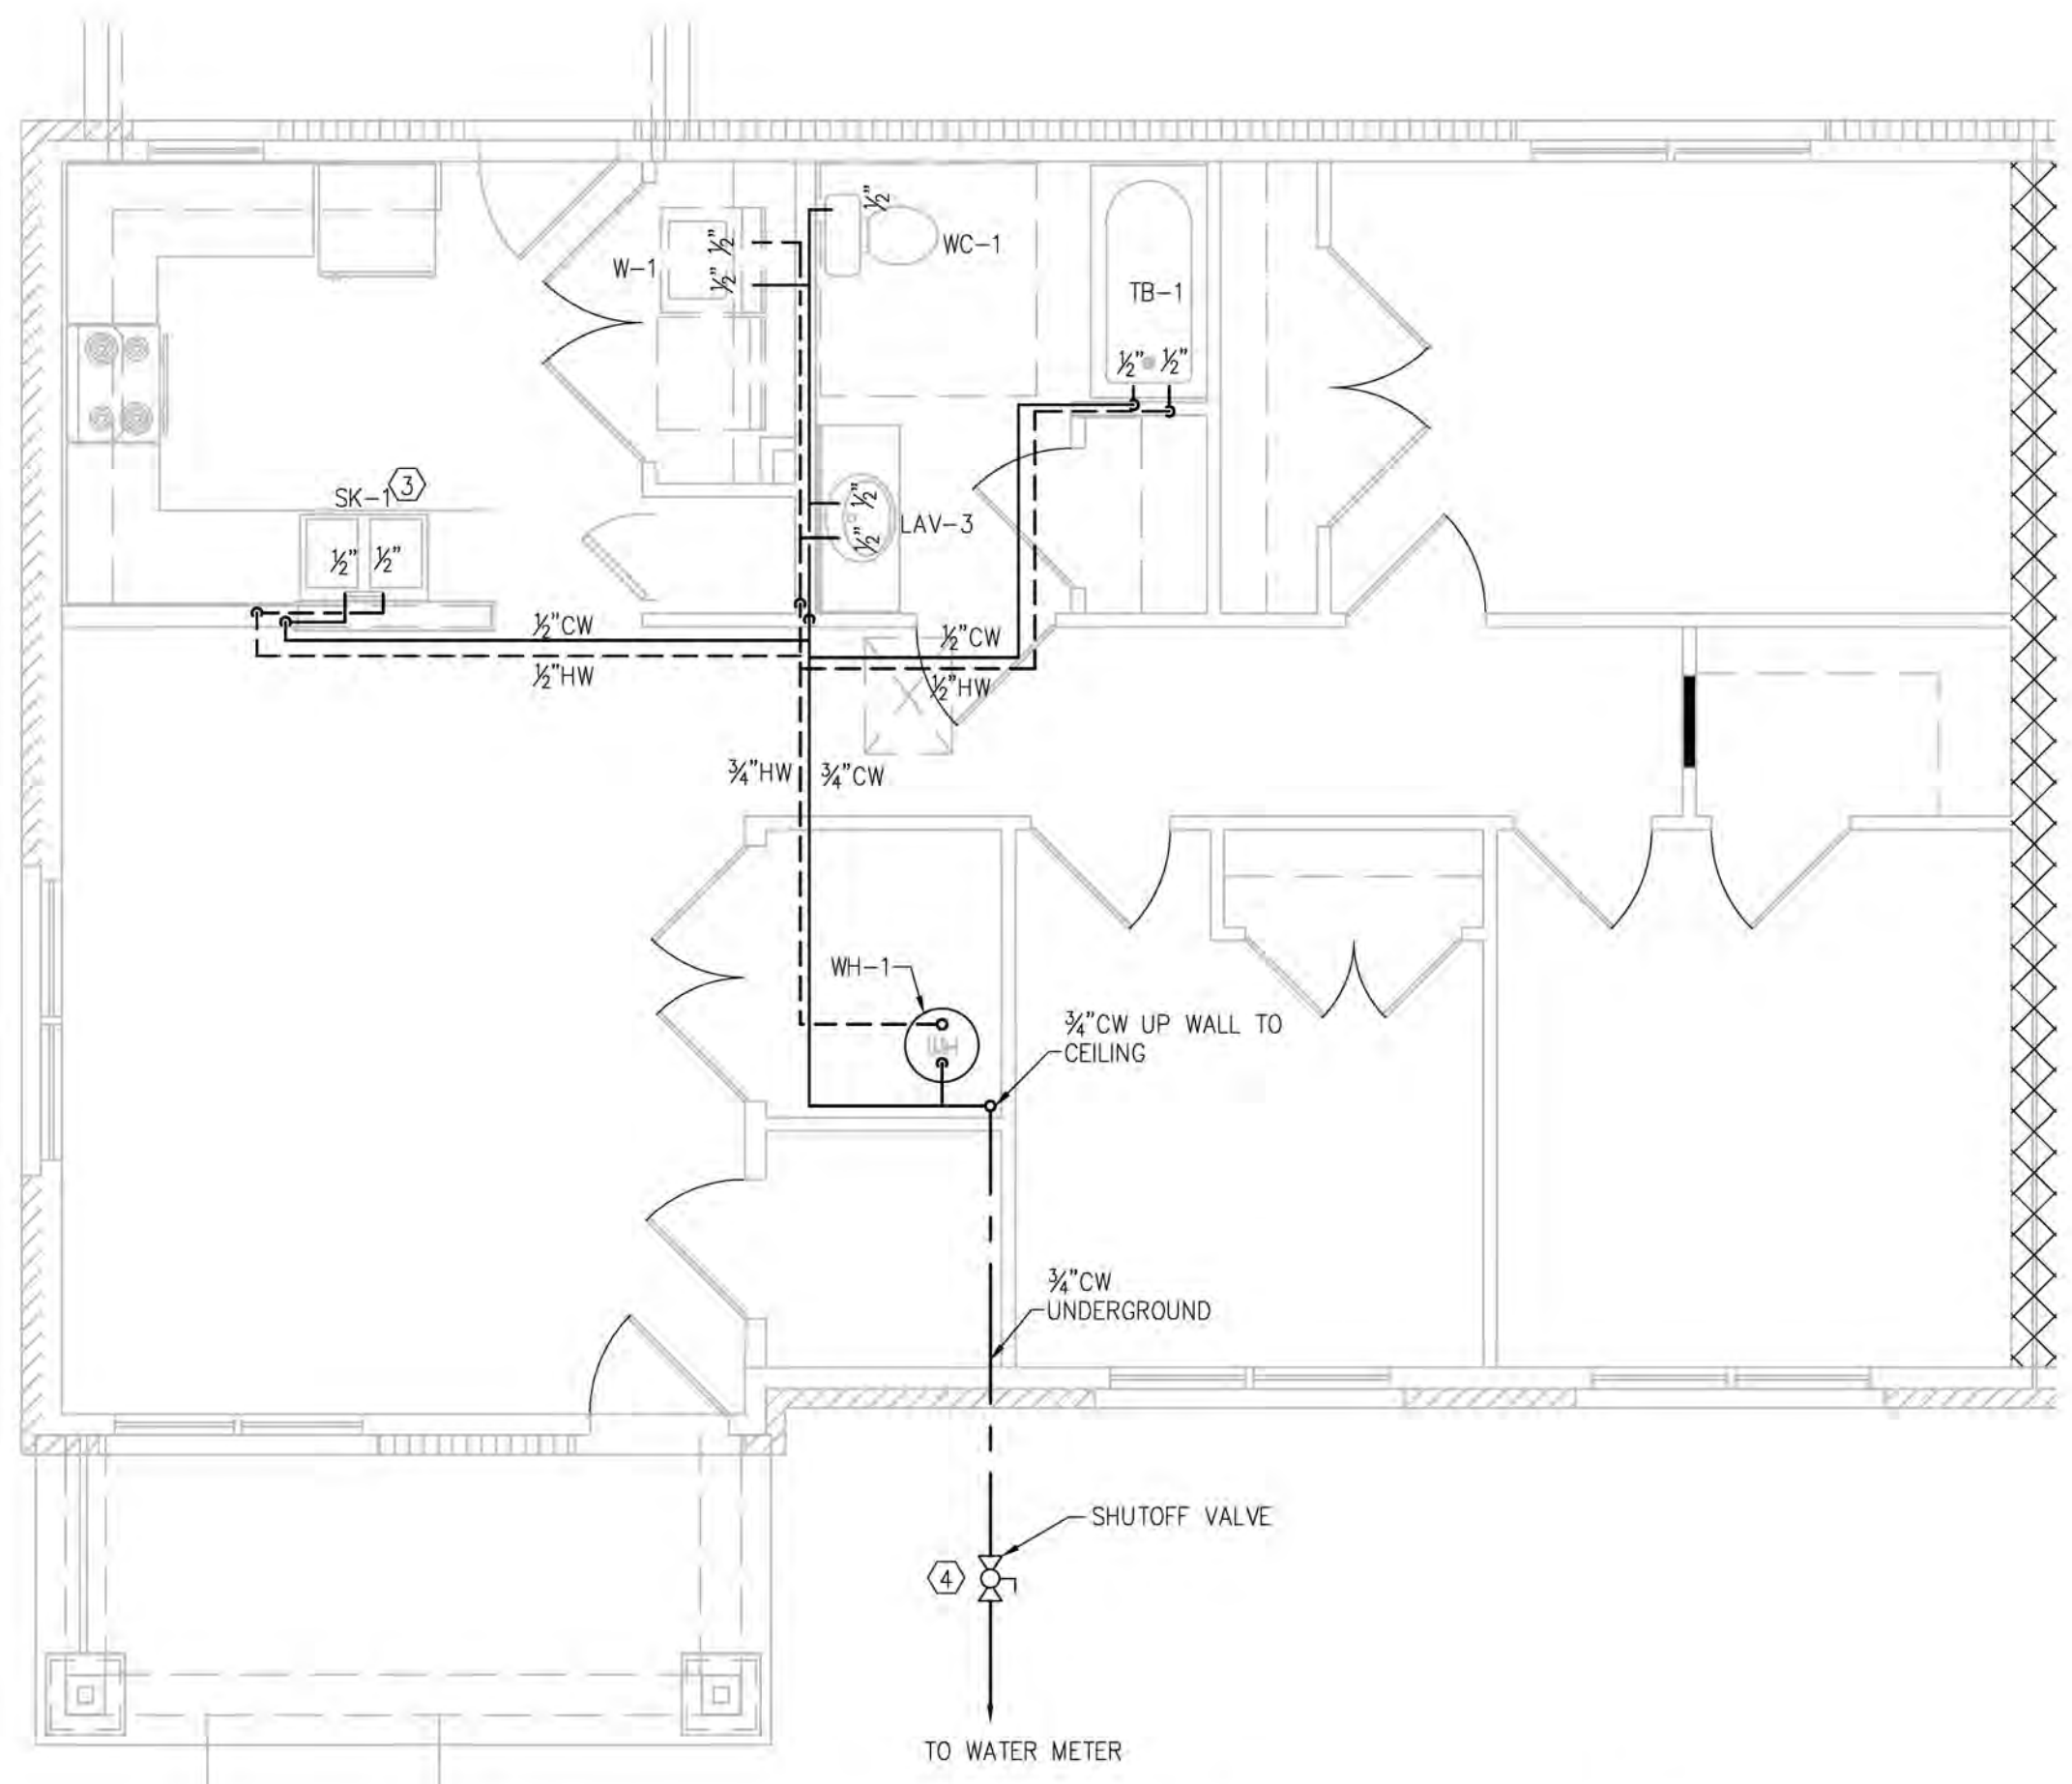 ½"
WC-1
½"
W-1
½"
TB-1
½" ½"
SK-1 3
½"
LAV-3
½"
½" ½"
½"CW
½"CW
½"HW
½"HW
¾"HW
¾"CW
WH-1
WH
¾"CW UP WALL TO
CEILING
¾"CW
UNDERGROUND
SHUTOFF VALVE
4
TO WATER METER